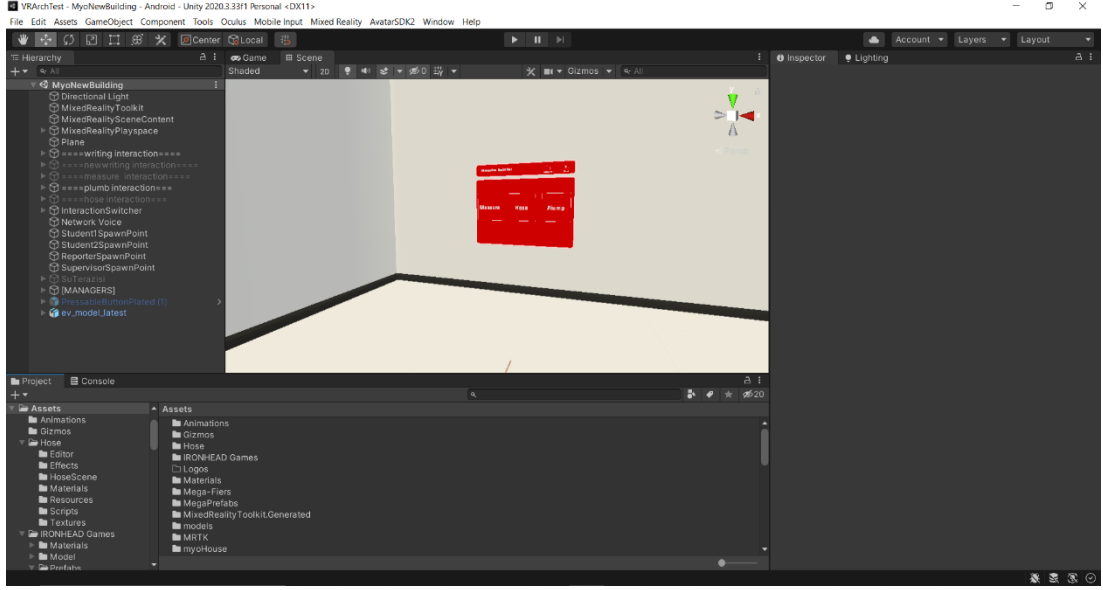 VRArchTest - MyoNewBuilding - Android - Unity 2020.3.33f1 Personal <DX11>
File Edit Assets GameObject Component Tools Oculus Mobile Input Mixed Reality AvatarSDK2 Window Help
Center Local Account Layers Layout
Hierarchy
All
MyoNewBuilding
Directional Light
MixedRealityToolkit
MixedRealitySceneContent
MixedRealityPlayspace
Plane
====writing interaction====
====newwriting interaction====
====measure interaction====
====plumb interaction===
====hose interaction===
InteractionSwitcher
Network Voice
Student1SpawnPoint
Student2SpawnPoint
ReporterSpawnPoint
SupervisorSpawnPoint
SuTerazisi
[MANAGERS]
PressableButtonPlated (1)
ev_model_latest
Game Scene
Shaded 2D 0 Gizmos All
Persp
Measure Hose Plump
Inspector Lighting
Project Console
20
Assets
Animations
Gizmos
Hose
Editor
Effects
HoseScene
Materials
Resources
Scripts
Textures
IRONHEAD Games
Materials
Model
Prefabs
Assets
Animations
Gizmos
Hose
IRONHEAD Games
Logos
Materials
Mega-Fiers
MegaPrefabs
MixedRealityToolkit.Generated
models
MRTK
myoHouse